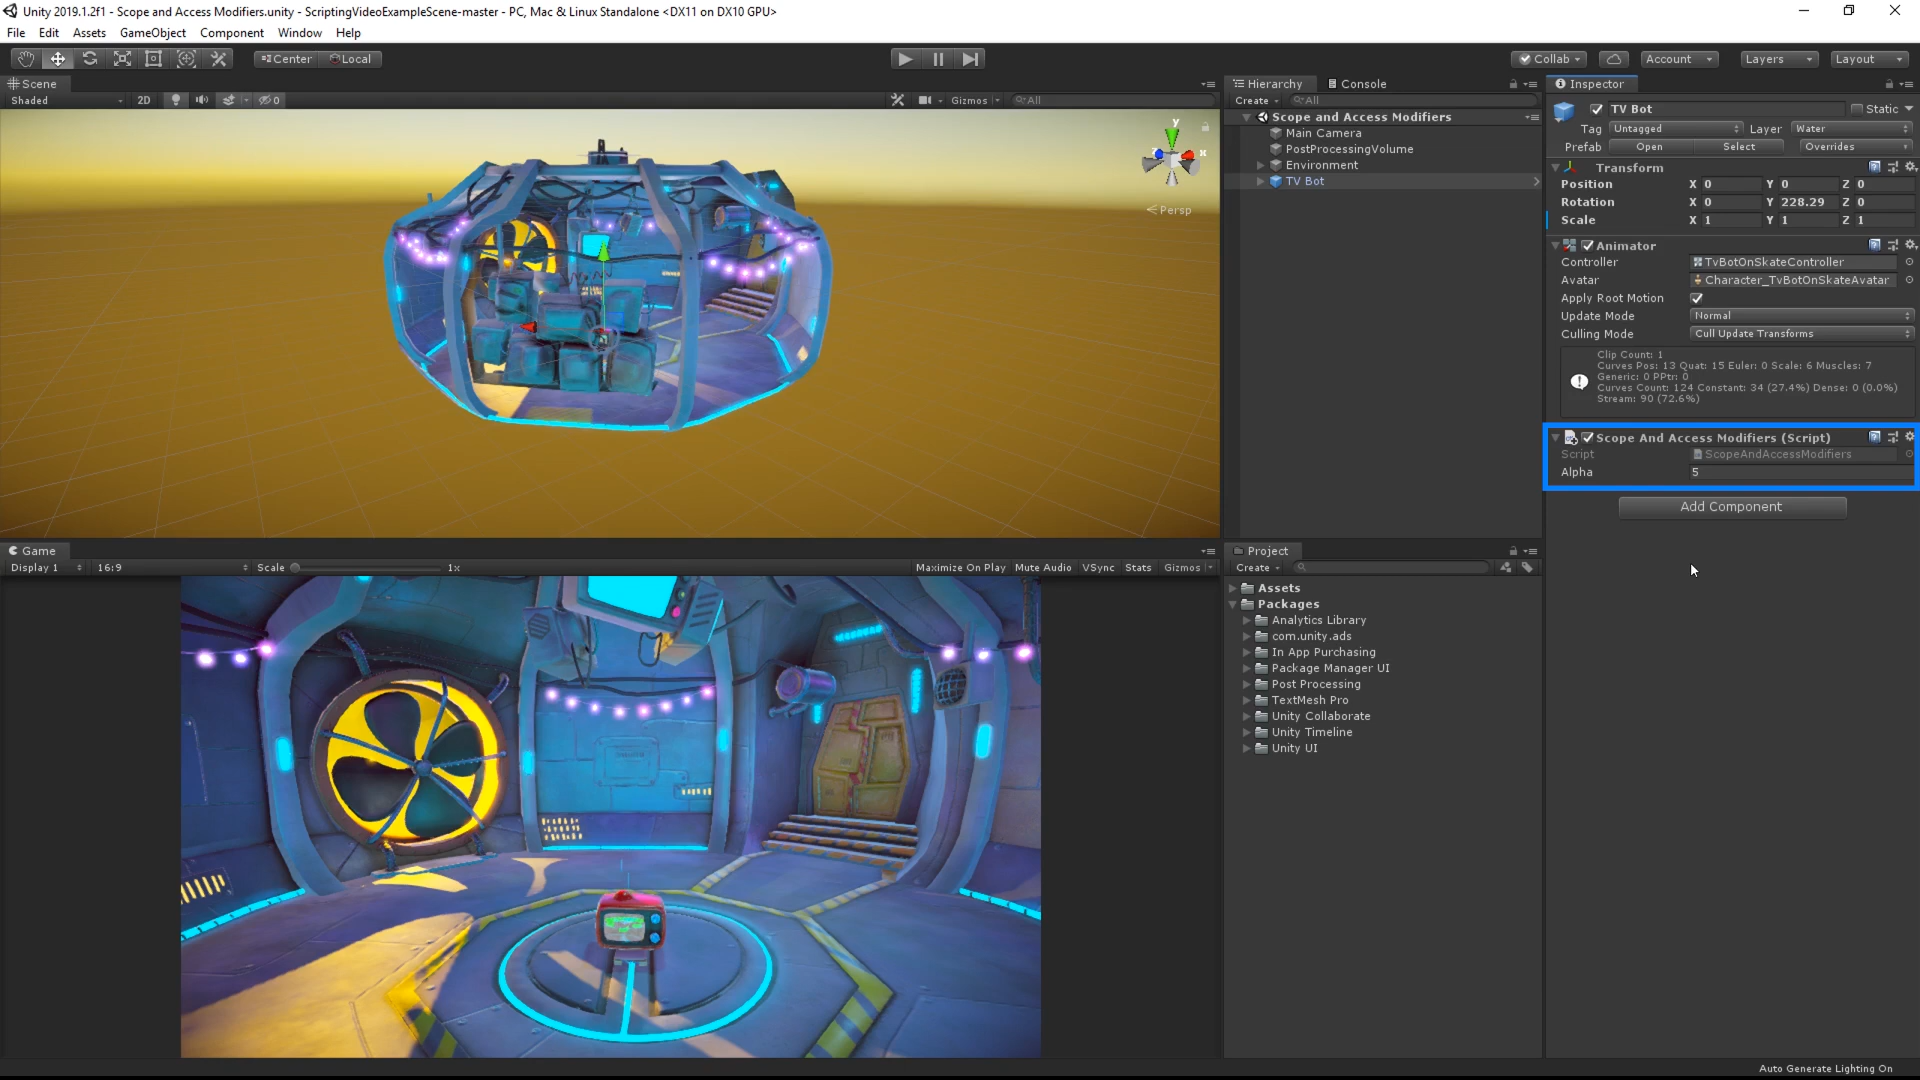 Unity 2019.1.2f1 - Scope and Access Modifiers.unity - ScriptingVideoExampleScene-master - PC, Mac & Linux Standalone <DX11 on DX10 GPU>
File Edit Assets GameObject Component Window Help
Center Local Collab Account Layers Layout
Scene
Shaded 2D 0 Gizmos All
y
x
Persp
Hierarchy Console
Create All
Scope and Access Modifiers
Main Camera
PostProcessingVolume
Environment
TV Bot
Inspector
TV Bot Static
Tag Untagged Layer Water
Prefab Open Select Overrides
Transform
Position X 0 Y 0 Z 0
Rotation X 0 Y 228.29 Z 0
Scale X 1 Y 1 Z 1
Animator
Controller TvBotOnSkateController
Avatar Character_TvBotOnSkateAvatar
Apply Root Motion
Update Mode Normal
Culling Mode Cull Update Transforms
Clip Count: 1
Curves Pos: 13 Quat: 15 Euler: 0 Scale: 6 Muscles: 7
Generic: 0 PPtr: 0
Curves Count: 124 Constant: 34 (27.4%) Dense: 0 (0.0%)
Stream: 90 (72.6%)
Scope And Access Modifiers (Script)
Script ScopeAndAccessModifiers
Alpha 5
Add Component
Game
Display 1 16:9 Scale 1x Maximize On Play Mute Audio VSync Stats Gizmos
Project
Create
Assets
Packages
Analytics Library
com.unity.ads
In App Purchasing
Package Manager UI
Post Processing
TextMesh Pro
Unity Collaborate
Unity Timeline
Unity UI
Auto Generate Lighting On